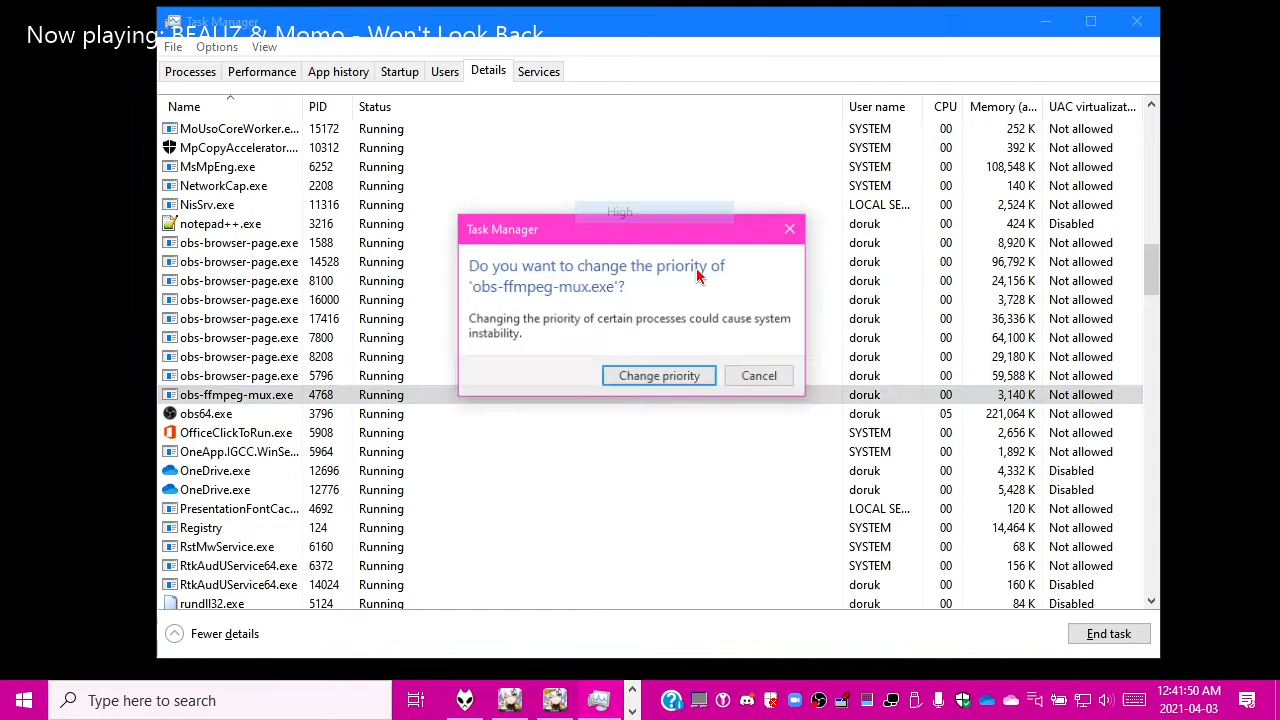 Task Manager
Now playing: BEAUZ & Momo - Won't Look Back
File Options View
Processes Performance App history Startup Users Details Services
Name PID Status User name CPU Memory (a... UAC virtualizat...
MoUsoCoreWorker.e... 15172 Running SYSTEM 00 252 K Not allowed
MpCopyAccelerator.... 10312 Running SYSTEM 00 392 K Not allowed
MsMpEng.exe 6252 Running SYSTEM 00 108,548 K Not allowed
NetworkCap.exe 2208 Running SYSTEM 00 140 K Not allowed
NisSrv.exe 11316 Running LOCAL SE... 00 2,524 K Not allowed
notepad++.exe 3216 Running doruk 00 424 K Disabled
obs-browser-page.exe 1588 Running doruk 00 8,920 K Not allowed
obs-browser-page.exe 14528 Running doruk 00 96,792 K Not allowed
obs-browser-page.exe 8100 Running doruk 00 24,156 K Not allowed
obs-browser-page.exe 16000 Running doruk 00 3,728 K Not allowed
obs-browser-page.exe 17416 Running doruk 00 36,336 K Not allowed
obs-browser-page.exe 7800 Running doruk 00 64,100 K Not allowed
obs-browser-page.exe 8208 Running doruk 00 29,180 K Not allowed
obs-browser-page.exe 5796 Running doruk 00 59,588 K Not allowed
obs-ffmpeg-mux.exe 4768 Running doruk 00 3,140 K Not allowed
obs64.exe 3796 Running doruk 05 221,064 K Not allowed
OfficeClickToRun.exe 5908 Running SYSTEM 00 2,656 K Not allowed
OneApp.IGCC.WinSe... 5964 Running SYSTEM 00 1,892 K Not allowed
OneDrive.exe 12696 Running doruk 00 4,332 K Disabled
OneDrive.exe 12776 Running doruk 00 5,428 K Disabled
PresentationFontCac... 4692 Running LOCAL SE... 00 120 K Not allowed
Registry 124 Running SYSTEM 00 14,464 K Not allowed
RstMwService.exe 6160 Running SYSTEM 00 68 K Not allowed
RtkAudUService64.exe 6372 Running SYSTEM 00 156 K Not allowed
RtkAudUService64.exe 14024 Running doruk 00 160 K Disabled
rundll32.exe 5124 Running doruk 00 84 K Disabled
High
Task Manager
Do you want to change the priority of
'obs-ffmpeg-mux.exe'?
Changing the priority of certain processes could cause system
instability.
Change priority Cancel
Fewer details End task
Type here to search
12:41:50 AM
2021-04-03